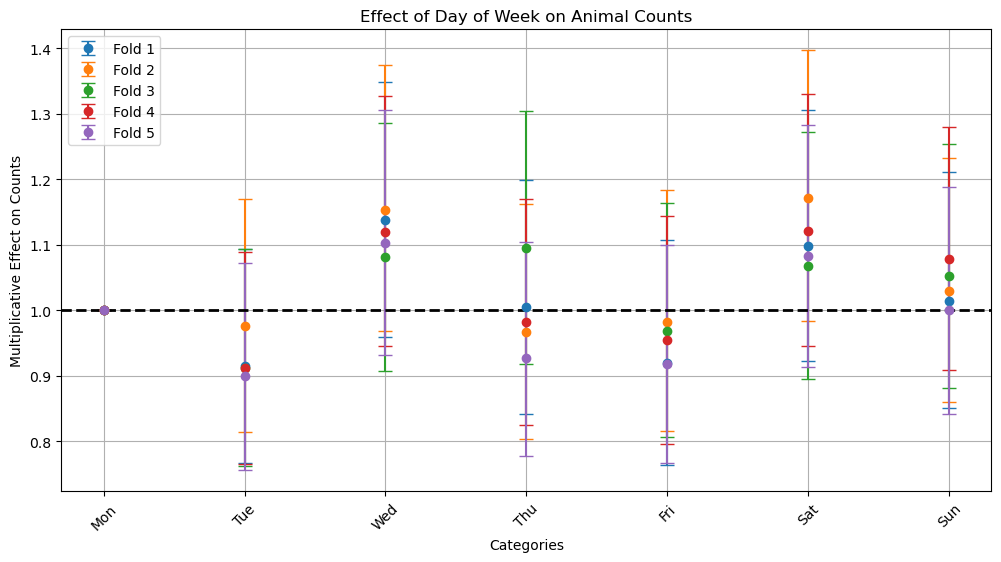 Effect of Day of Week on Animal Counts
Fold 1
Fold 2
Fold 3
Fold 4
Fold 5
Multiplicative Effect on Counts
1.4
1.3
1.2
1.1
1.0
0.9
0.8
Mon
Tue
Wed
Thu
Fri
Sat
Sun
Categories